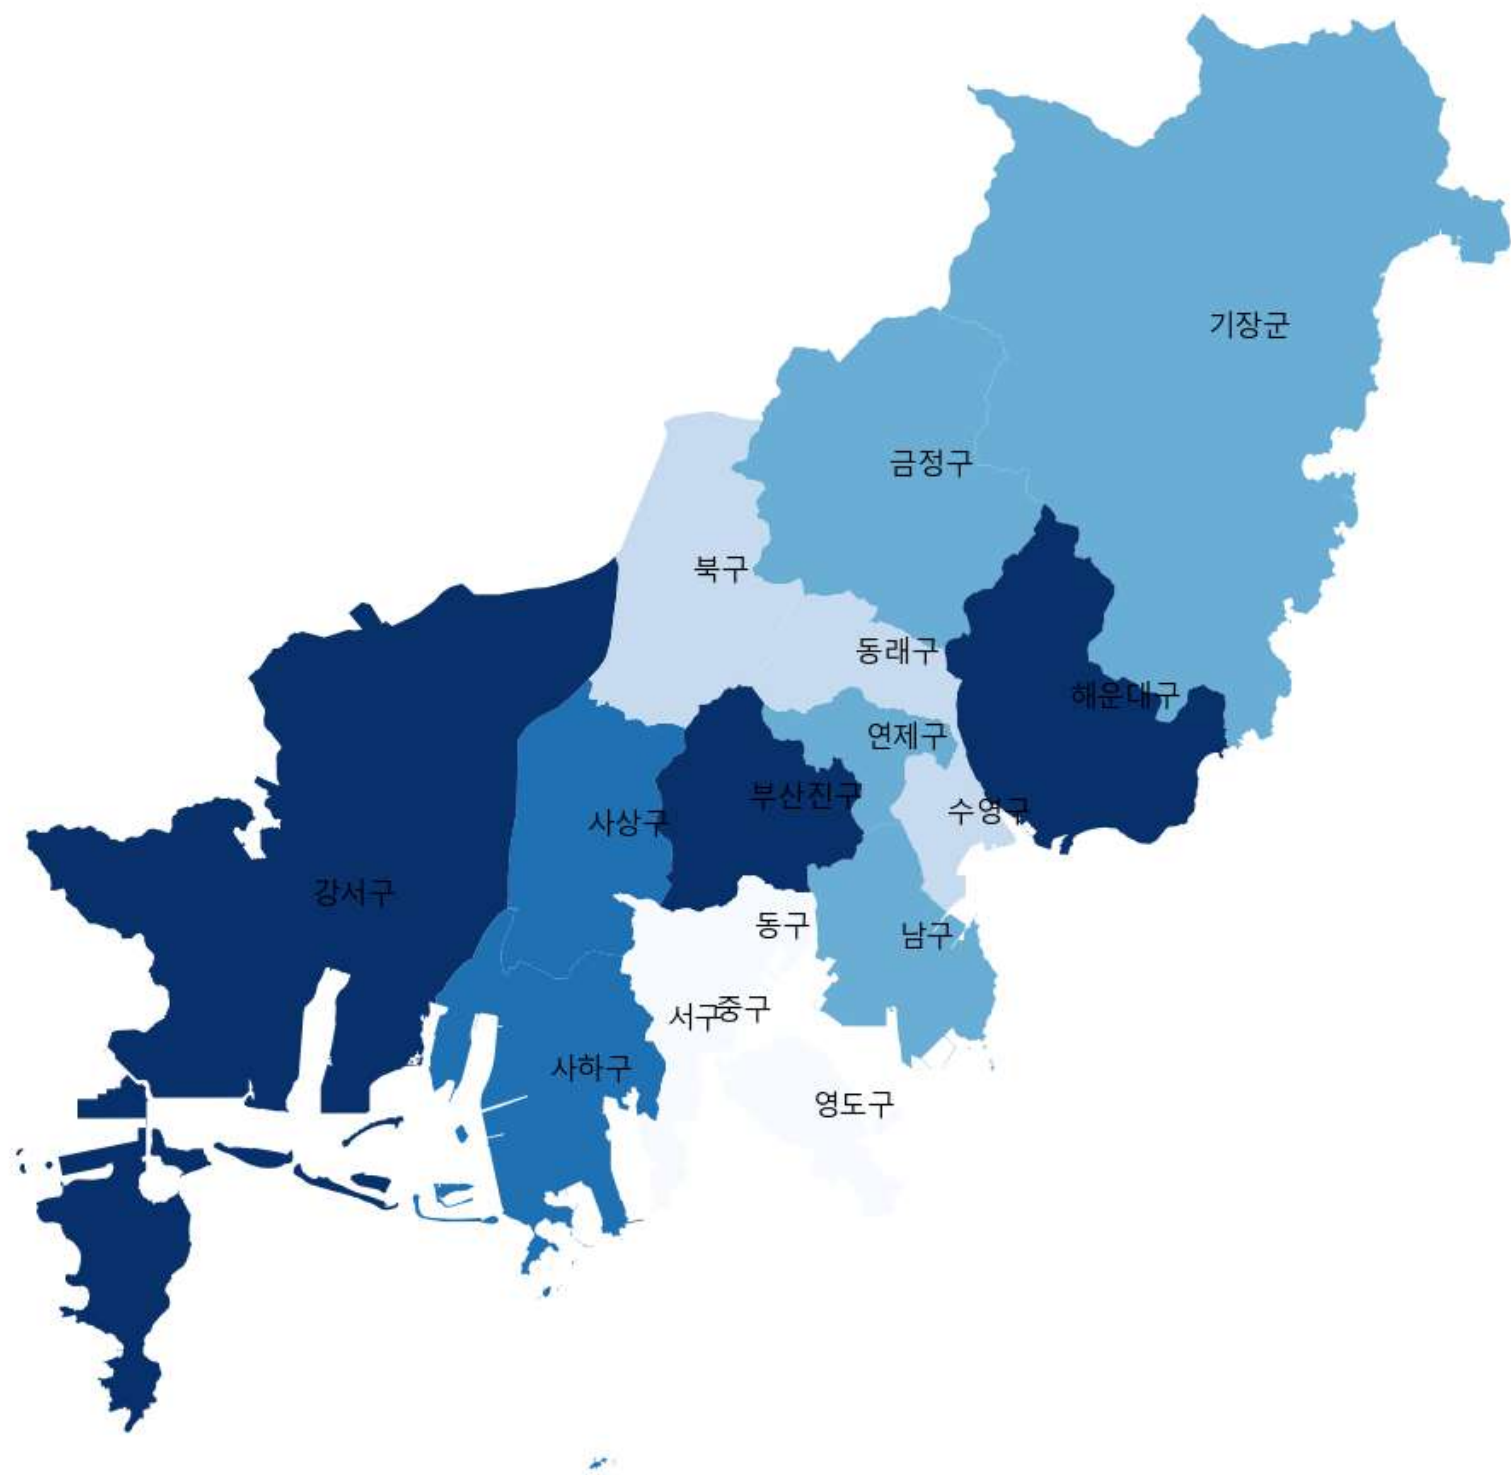 기장군
금정구
북구
동래구
해운대구
연제구
부산진구
수영구
사상구
강서구
동구
남구
중구
서구
사하구
영도구